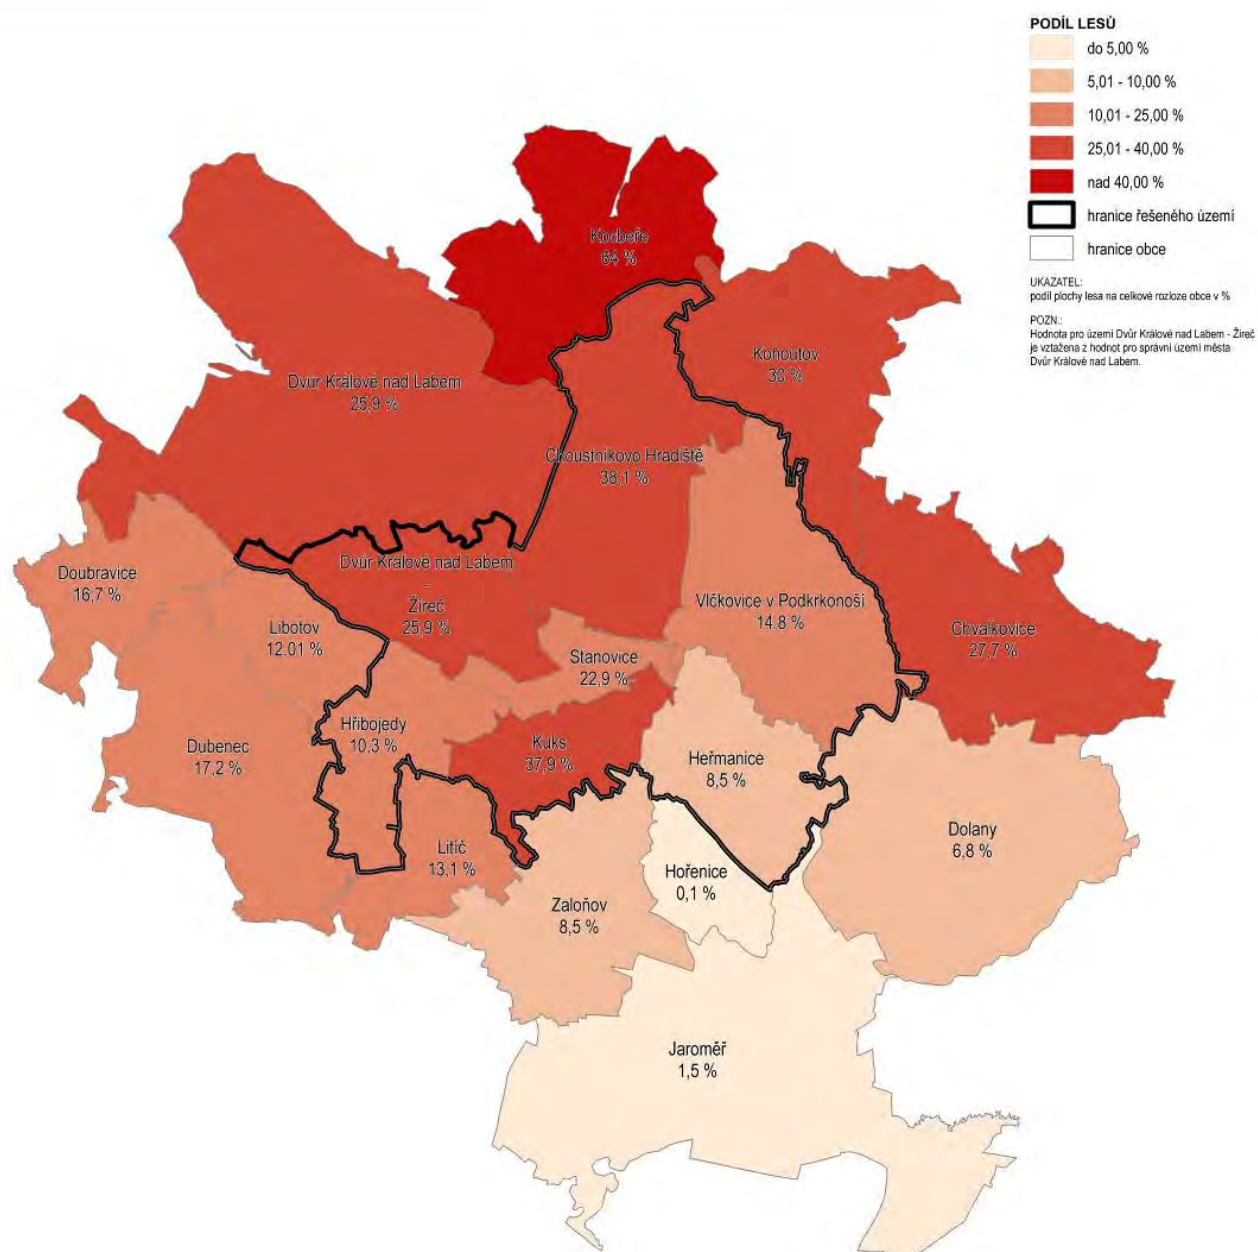 PODÍL LESŮ
do 5,00 %
5,01 - 10,00 %
10,01 - 25,00 %
25,01 - 40,00 %
nad 40,00 %
hranice řešeného území
hranice obce
UKAZATEL:
podíl plochy lesa na celkové rozloze obce v %
POZN.:
Hodnota pro území Dvůr Králové nad Labem - Žireč
je vztažena z hodnot pro správní území města
Dvůr Králové nad Labem.
Kocbeře
64 %
Kohoutov
30 %
Dvůr Králové nad Labem
25,9 %
Choustníkovo Hradiště
38,1 %
Dvůr Králové nad Labem
-
Žireč
25,9 %
Doubravice
16,7 %
Vlčkovice v Podkrkonoší
14.8 %
Libotov
12.01 %
Chvalkovice
27,7 %
Stanovice
22,9 %
Hřibojedy
10,3 %
Dubenec
17,2 %
Kuks
37,9 %
Heřmanice
8,5 %
Dolany
6,8 %
Litíč
13,1 %
Hořenice
0,1 %
Zaloňov
8,5 %
Jaroměř
1,5 %